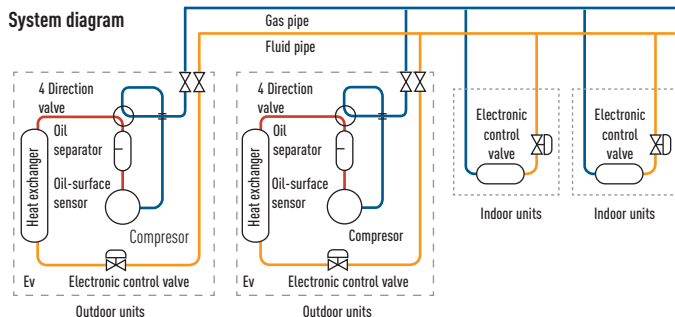 System diagram
Gas pipe
Fluid pipe
4 Direction
valve
Oil
separator
Heat exchanger
Oil-surface
sensor
Compresor
Ev
Electronic control valve
Outdoor units
4 Direction
valve
Oil
separator
Heat exchanger
Oil-surface
sensor
Compresor
Ev
Electronic control valve
Outdoor units
Electronic
control
valve
Indoor units
Electronic
control
valve
Indoor units